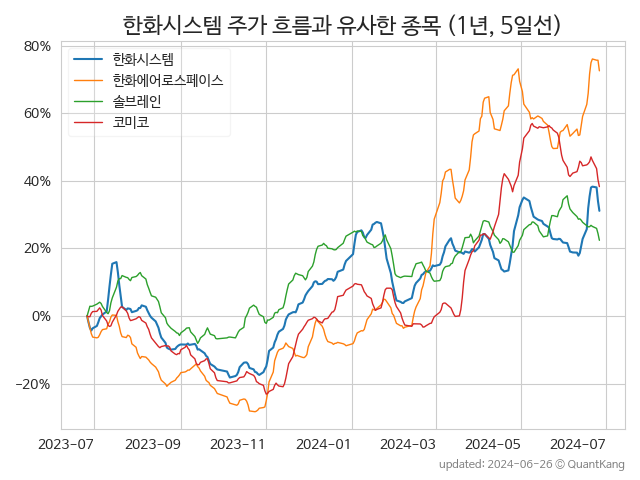 한화시스템 주가 흐름과 유사한 종목 (1년, 5일선)
80%
60%
40%
20%
0%
−20%
한화시스템
한화에어로스페이스
솔브레인
코미코
2023-07 2023-09 2023-11 2024-01 2024-03 2024-05 2024-07
updated: 2024-06-26 ⓒ QuantKang